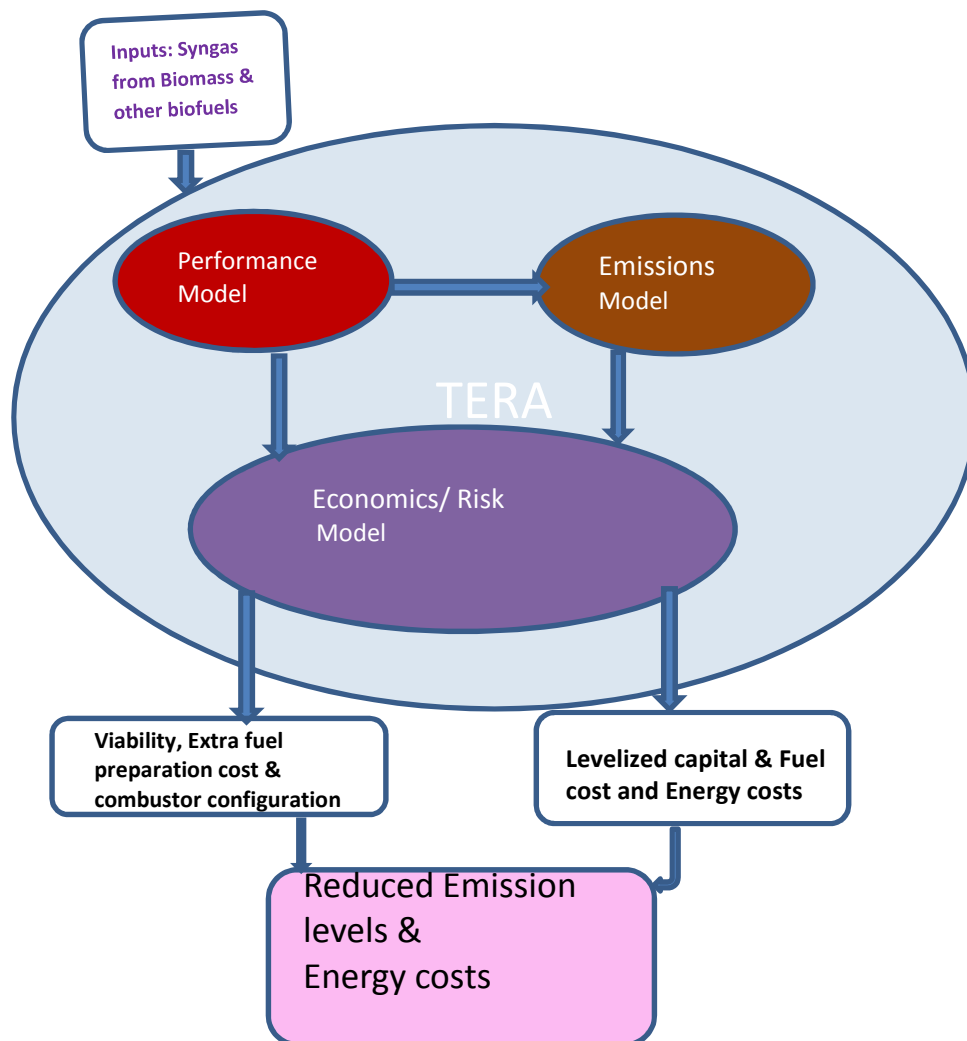 Inputs: Syngas
from Biomass &
other biofuels
Performance
Model
Emissions
Model
TERA
Economics/ Risk
Model
Viability, Extra fuel
preparation cost &
combustor configuration
Levelized capital & Fuel
cost and Energy costs
Reduced Emission
levels &
Energy costs